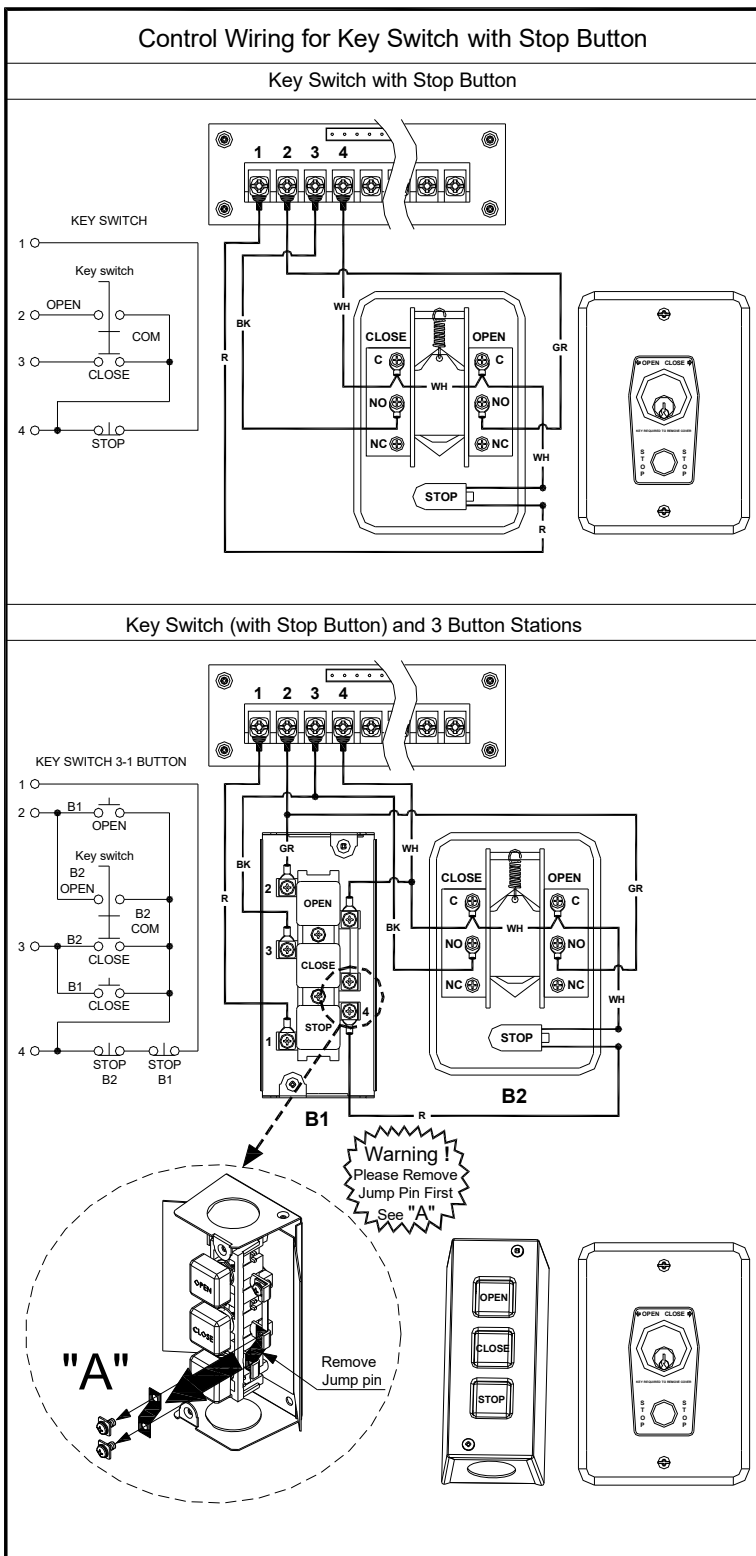 Control Wiring for Key Switch with Stop Button
Key Switch with Stop Button
1 2 3 4
KEY SWITCH
1
Key switch
2 OPEN
COM
3
CLOSE
4
STOP
R
BK
WH
GR
CLOSE OPEN
C C
WH
NO NO
NC NC
WH
STOP
R
OPEN CLOSE
KEY REQUIRED TO REMOVE COVER
STOP STOP
Key Switch (with Stop Button) and 3 Button Stations
1 2 3 4
KEY SWITCH 3-1 BUTTON
1
2 B1
OPEN
Key switch
B2
OPEN
B2
COM
3 B2
CLOSE
B1
CLOSE
4
STOP STOP
B2 B1
R
BK
GR
WH
2
OPEN
3
CLOSE
4
STOP
1
B1
BK
CLOSE OPEN
C C
WH
NO NO
NC NC
GR
WH
STOP
B2
R
Warning !
Please Remove
Jump Pin First
See "A"
"A"
OPEN
CLOSE
Remove
Jump pin
OPEN
CLOSE
STOP
OPEN CLOSE
KEY REQUIRED TO REMOVE COVER
STOP STOP